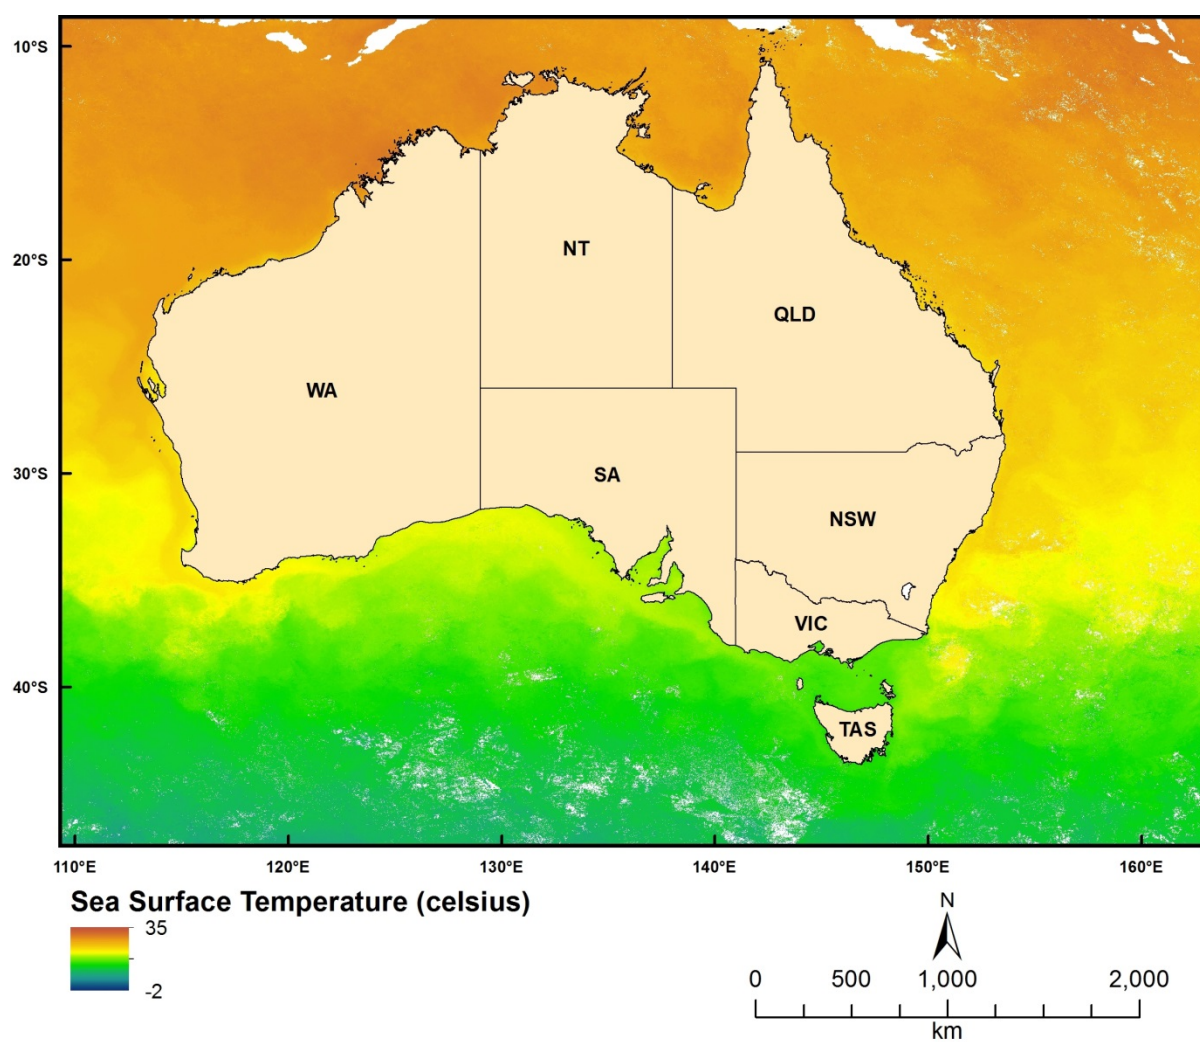 10°S
NT
20°S
QLD
WA
30°S
SA
NSW
VIC
40°S
TAS
110°E 120°E 130°E 140°E 150°E 160°E
Sea Surface Temperature (celsius)
35
-2
N
0 500 1,000 2,000
km